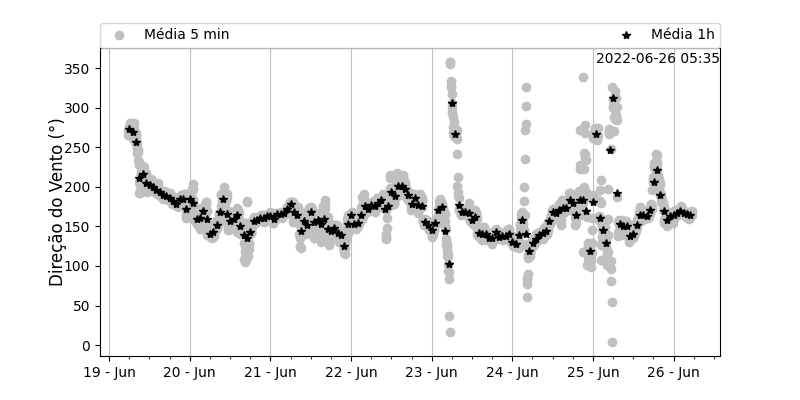 Média 5 min
Média 1h
2022-06-26 05:35
Direção do Vento (°)
350
300
250
200
150
100
50
0
19 - Jun
20 - Jun
21 - Jun
22 - Jun
23 - Jun
24 - Jun
25 - Jun
26 - Jun